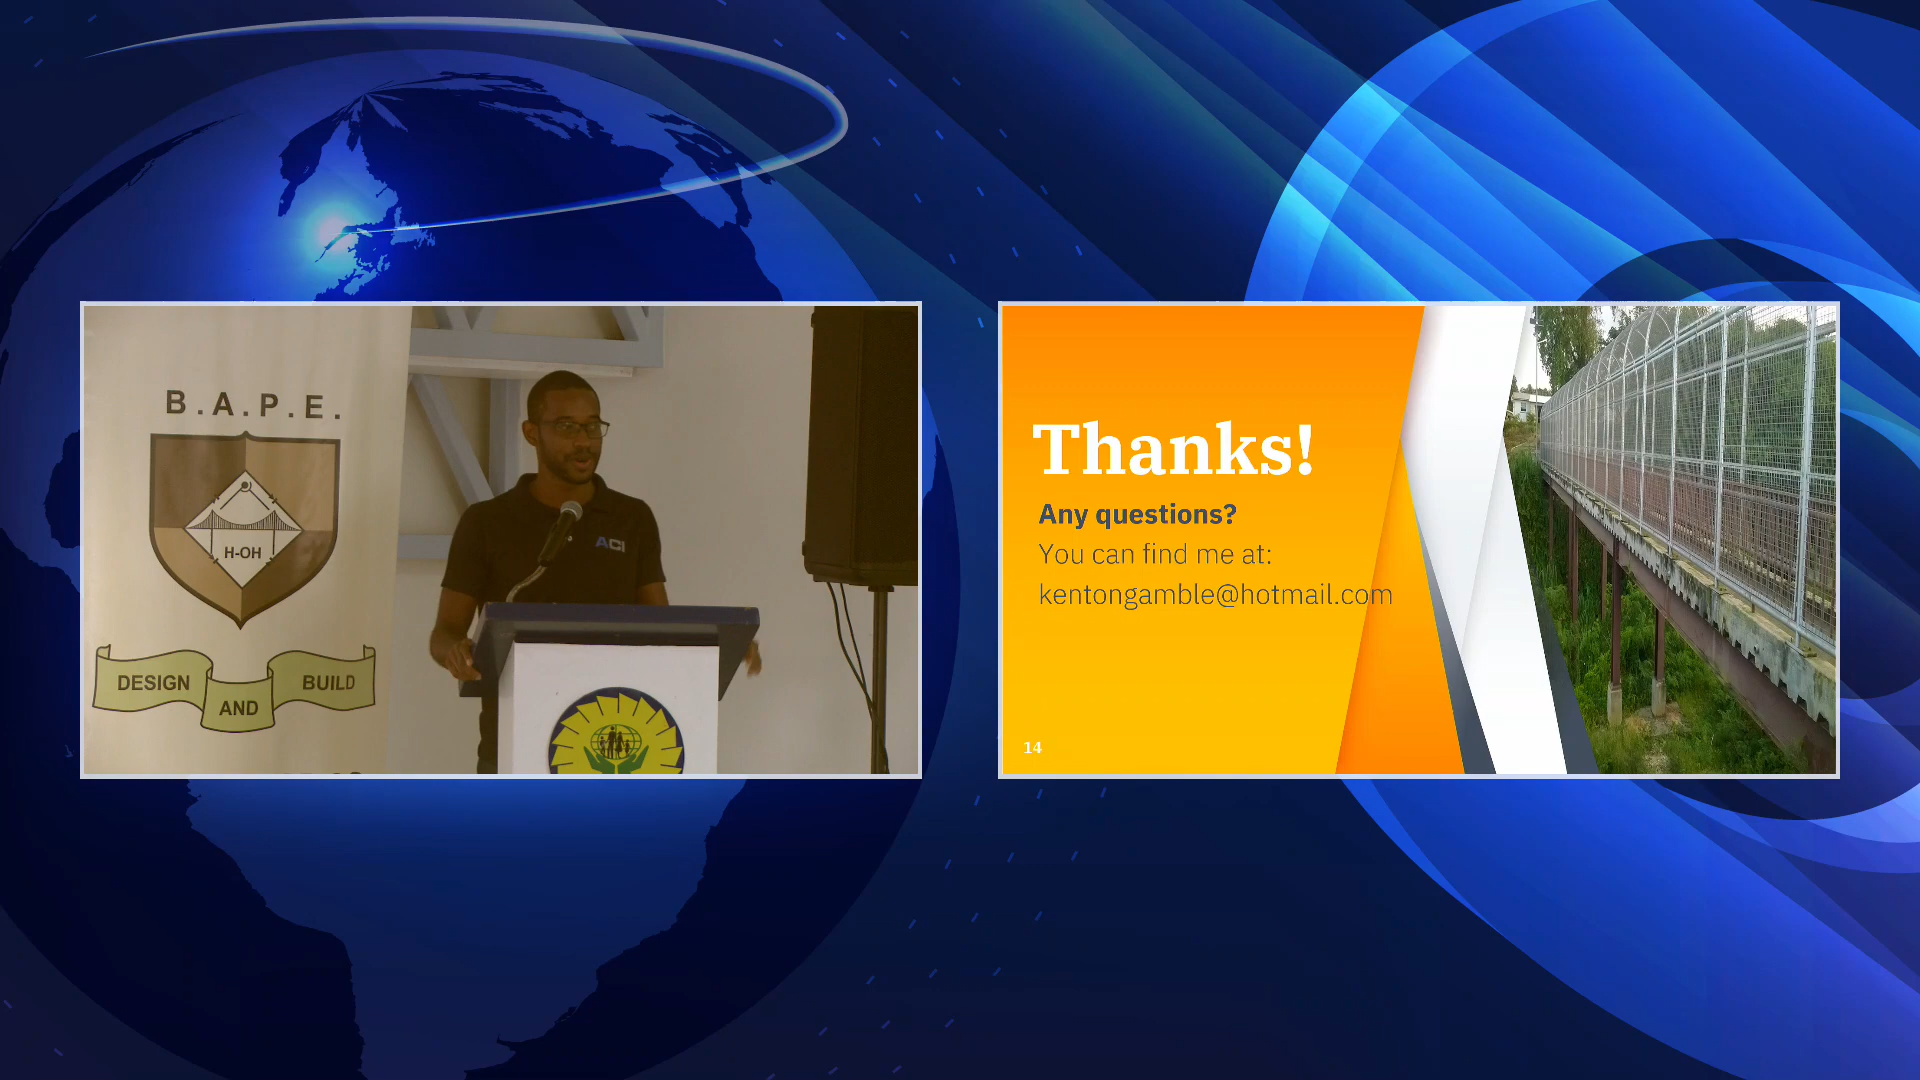 B.A.P.E.
H-OH
DESIGN AND BUILD
ACI
Thanks!
Any questions?
You can find me at:
kentongamble@hotmail.com
14